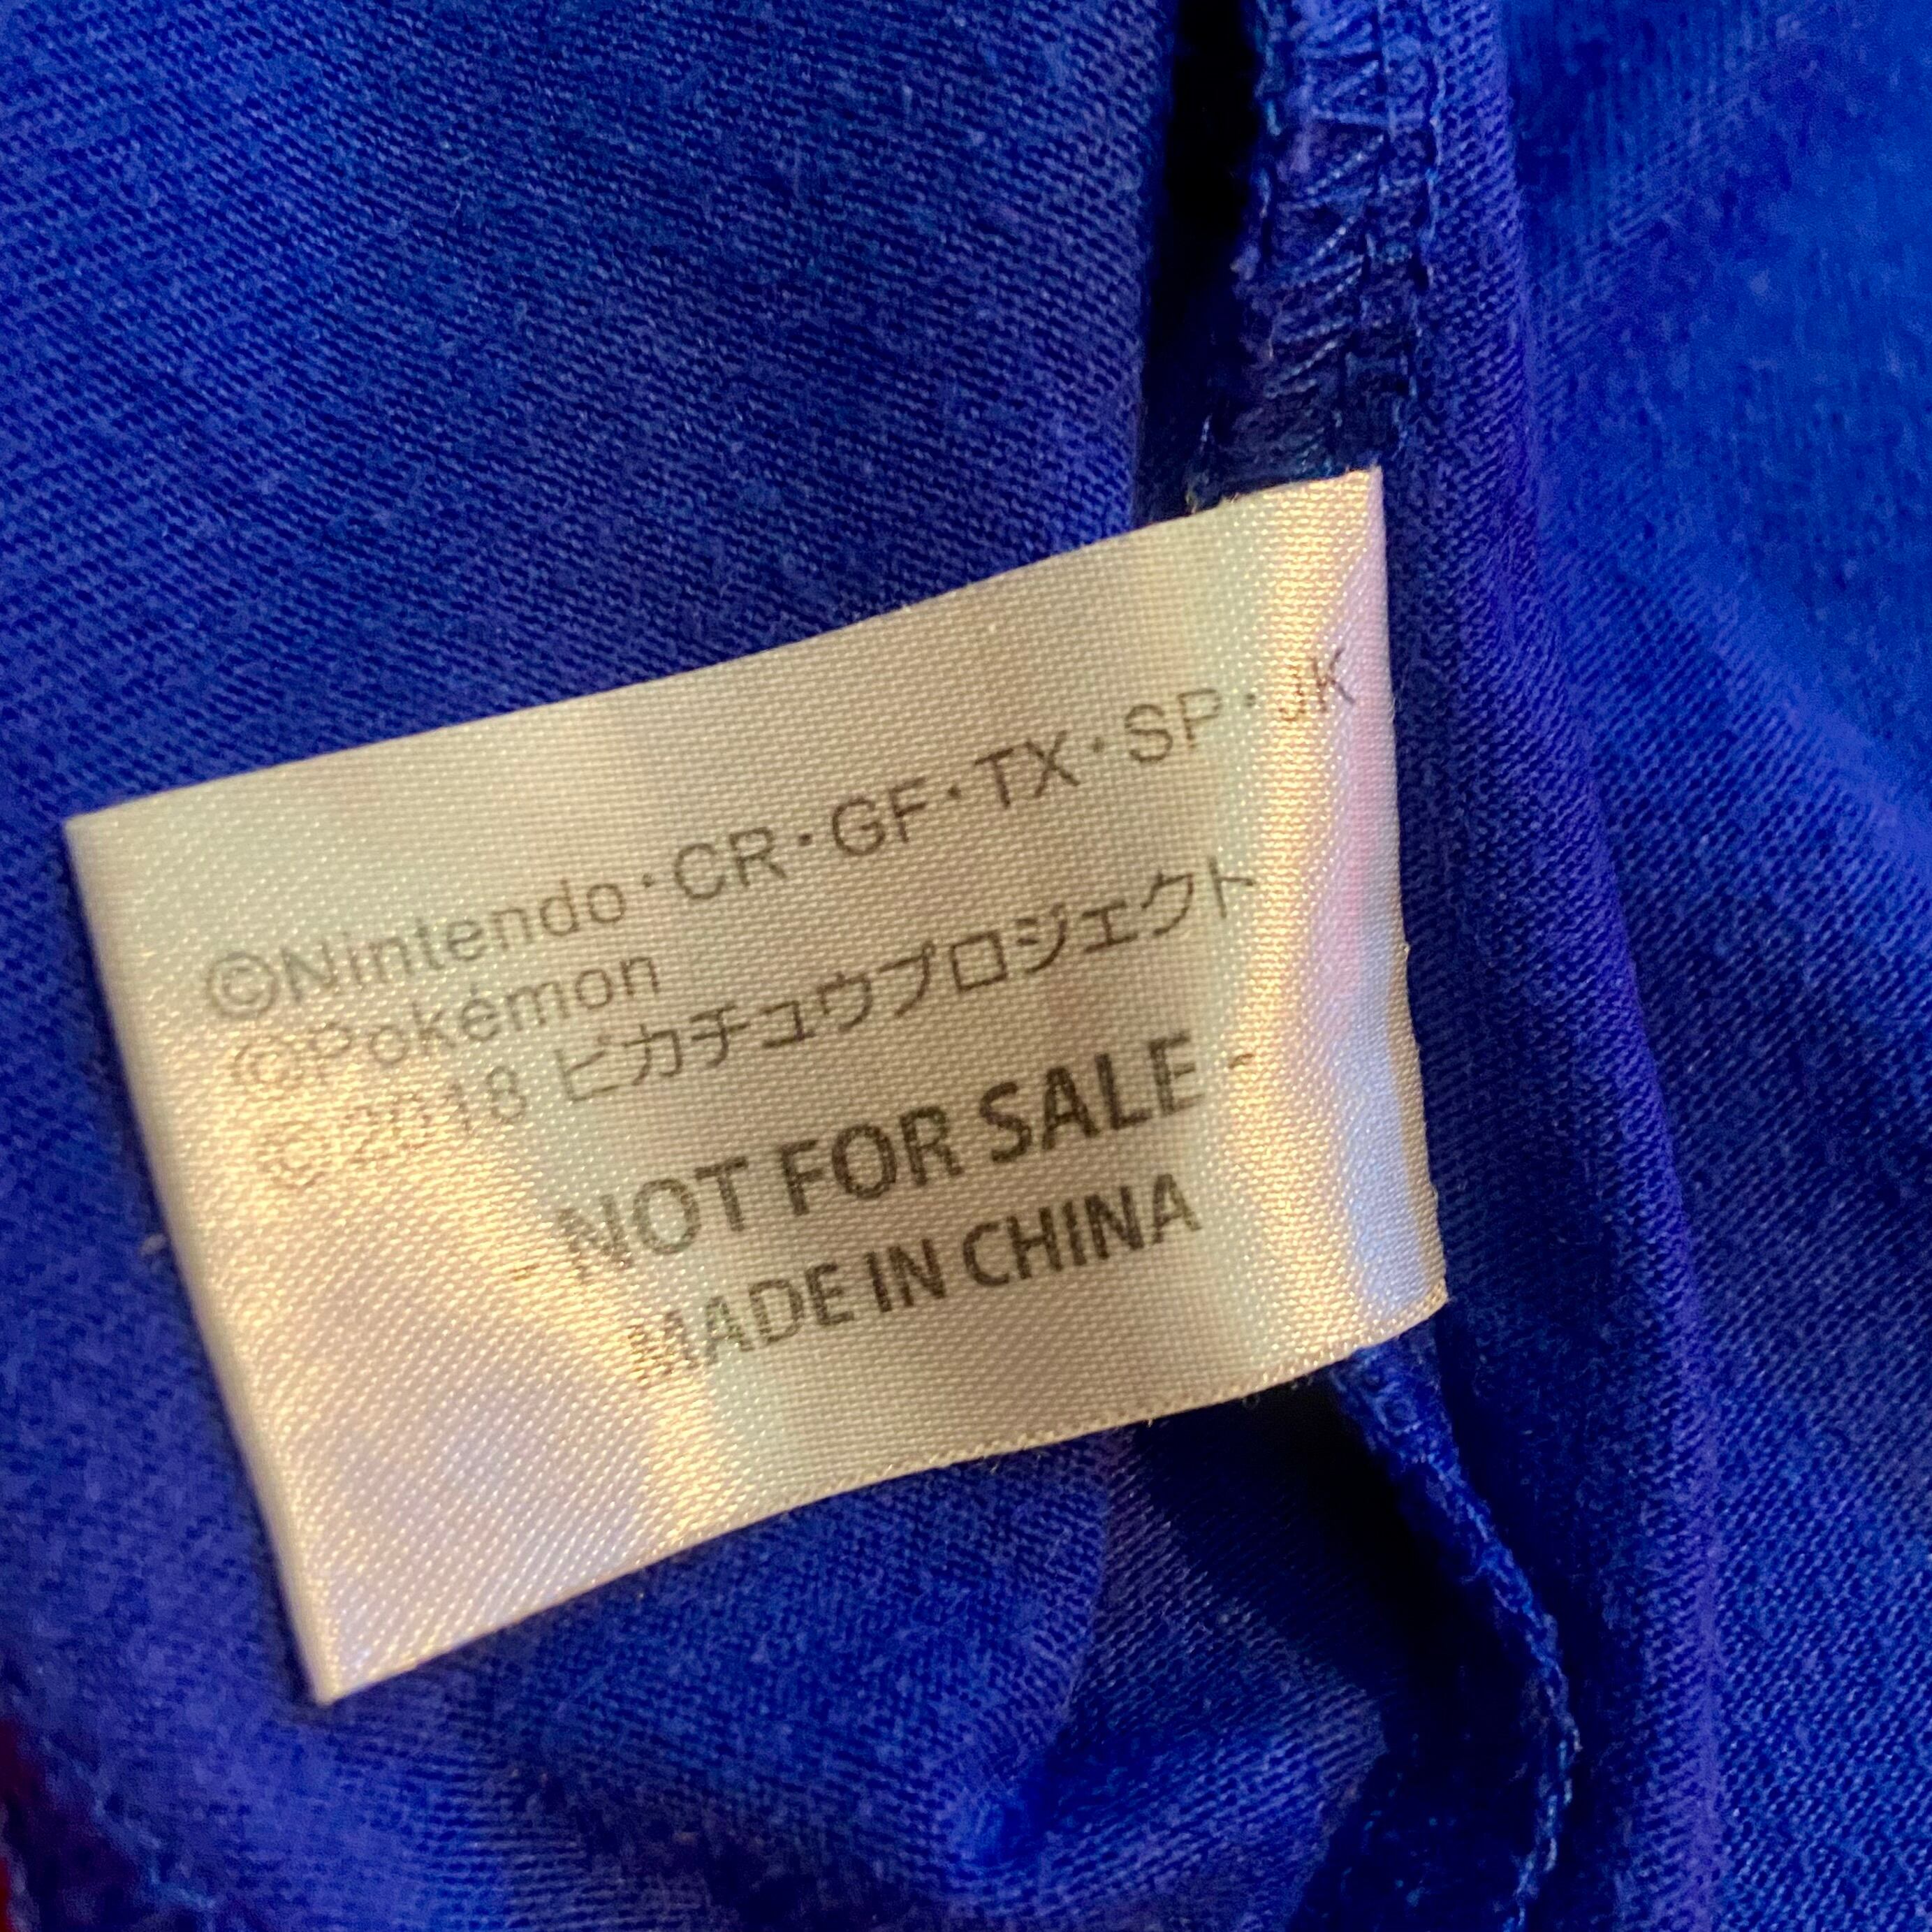 ©Nintendo・CR・GF・TX・SP・JK
©Pokémon
©2018 ピカチュウプロジェクト
- NOT FOR SALE -
MADE IN CHINA